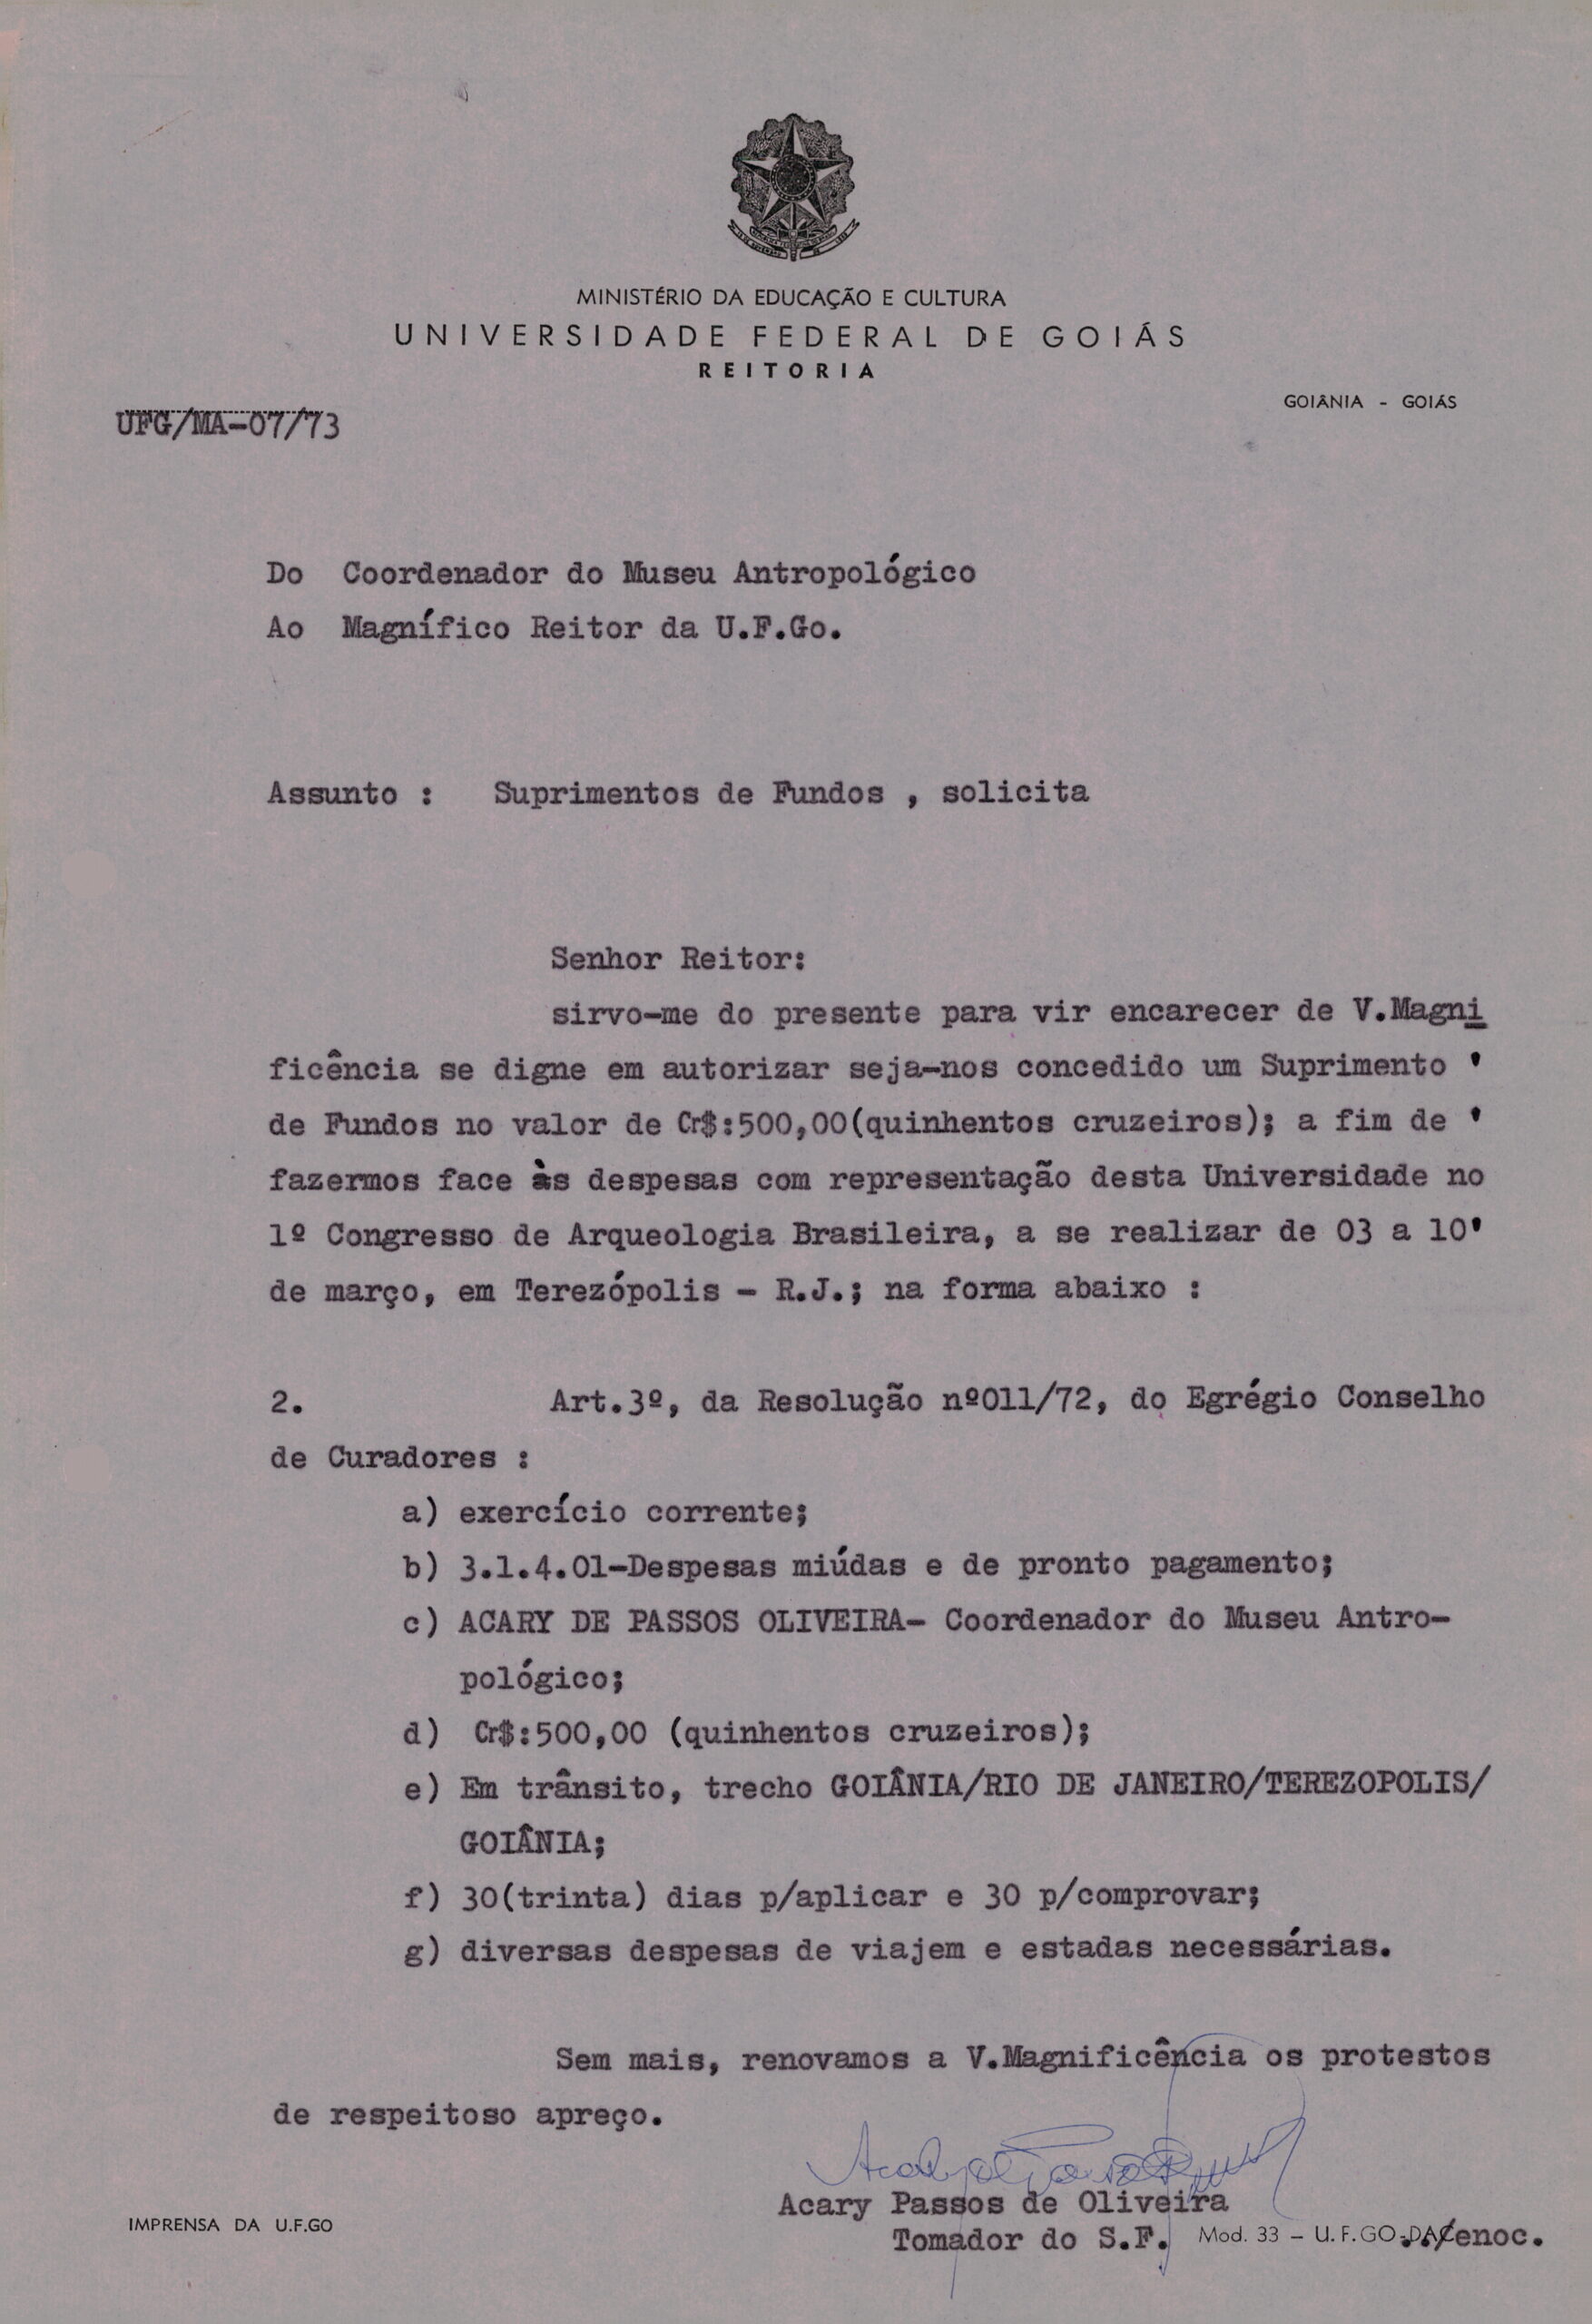 MINISTÉRIO DA EDUCAÇÃO E CULTURA
UNIVERSIDADE FEDERAL DE GOIÁS
REITORIA
GOIÂNIA - GOIÁS
UFG/MA-07/73
Do Coordenador do Museu Antropológico
Ao Magnífico Reitor da U.F.Go.
Assunto : Suprimentos de Fundos , solicita
Senhor Reitor:
sirvo-me do presente para vir encarecer de V.Magni
ficência se digne em autorizar seja-nos concedido um Suprimento '
de Fundos no valor de Cr$:500,00(quinhentos cruzeiros); a fim de '
fazermos face às despesas com representação desta Universidade no
1º Congresso de Arqueologia Brasileira, a se realizar de 03 a 10'
de março, em Terezópolis - R.J.; na forma abaixo :
2. Art.3º, da Resolução nº011/72, do Egrégio Conselho
de Curadores :
a) exercício corrente;
b) 3.1.4.01-Despesas miúdas e de pronto pagamento;
c) ACARY DE PASSOS OLIVEIRA- Coordenador do Museu Antro-
pológico;
d) Cr$:500,00 (quinhentos cruzeiros);
e) Em trânsito, trecho GOIÂNIA/RIO DE JANEIRO/TEREZOPOLIS/
GOIÂNIA;
f) 30(trinta) dias p/aplicar e 30 p/comprovar;
g) diversas despesas de viajem e estadas necessárias.
Sem mais, renovamos a V.Magnificência os protestos
de respeitoso apreço.
Acary Passos de Oliveira
Tomador do S.F.
IMPRENSA DA U.F.GO
Mod. 33 - U.F.GO-DAC
../enoc.